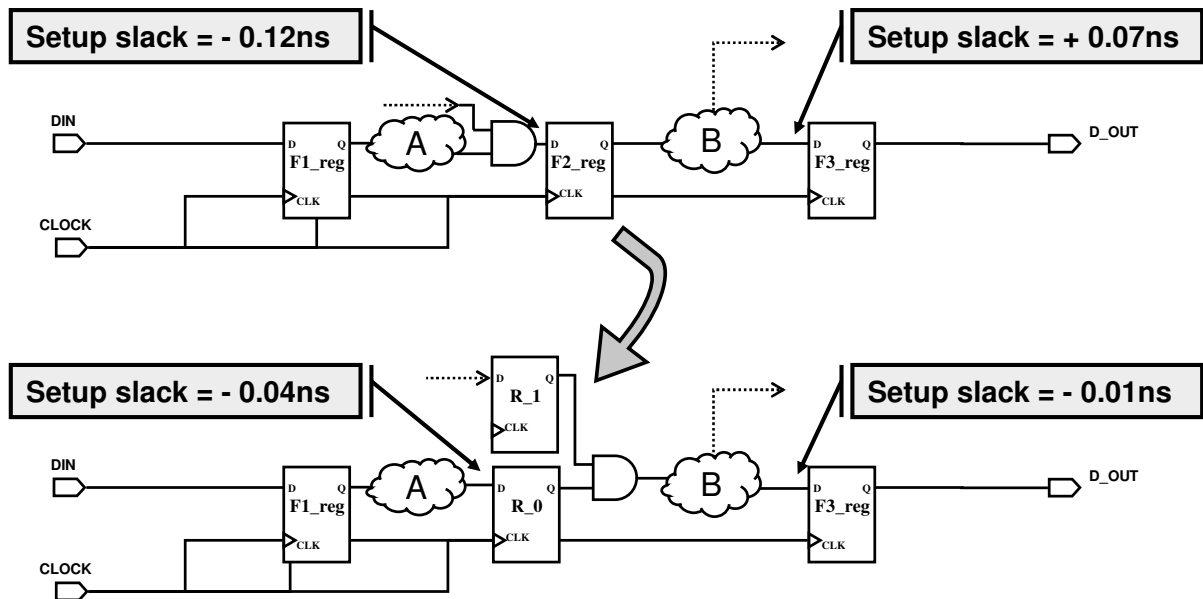 Setup slack = - 0.12ns
Setup slack = + 0.07ns
DIN
D Q
F1_reg
CLK
A
D Q
F2_reg
CLK
B
D Q
F3_reg
CLK
D_OUT
CLOCK
Setup slack = - 0.04ns
D Q
R_1
CLK
Setup slack = - 0.01ns
DIN
D Q
F1_reg
CLK
A
D Q
R_0
CLK
B
D Q
F3_reg
CLK
D_OUT
CLOCK